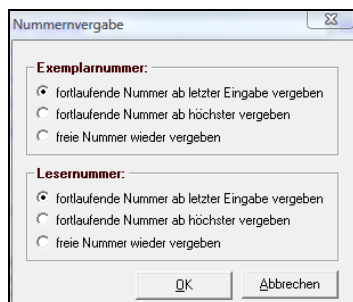 Nummernvergabe
Exemplarnummer:
fortlaufende Nummer ab letzter Eingabe vergeben
fortlaufende Nummer ab höchster vergeben
freie Nummer wieder vergeben
Lesernummer:
fortlaufende Nummer ab letzter Eingabe vergeben
fortlaufende Nummer ab höchster vergeben
freie Nummer wieder vergeben
OK Abbrechen